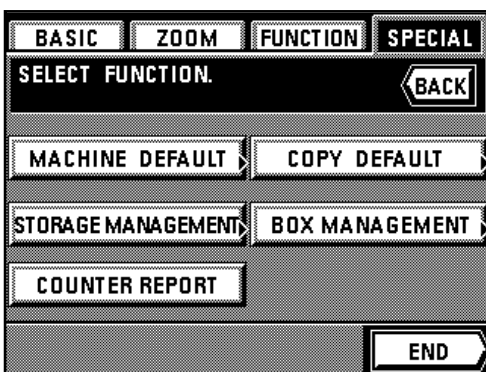 BASIC ZOOM FUNCTION SPECIAL
SELECT FUNCTION.
BACK
MACHINE DEFAULT COPY DEFAULT
STORAGE MANAGEMENT BOX MANAGEMENT
COUNTER REPORT
END